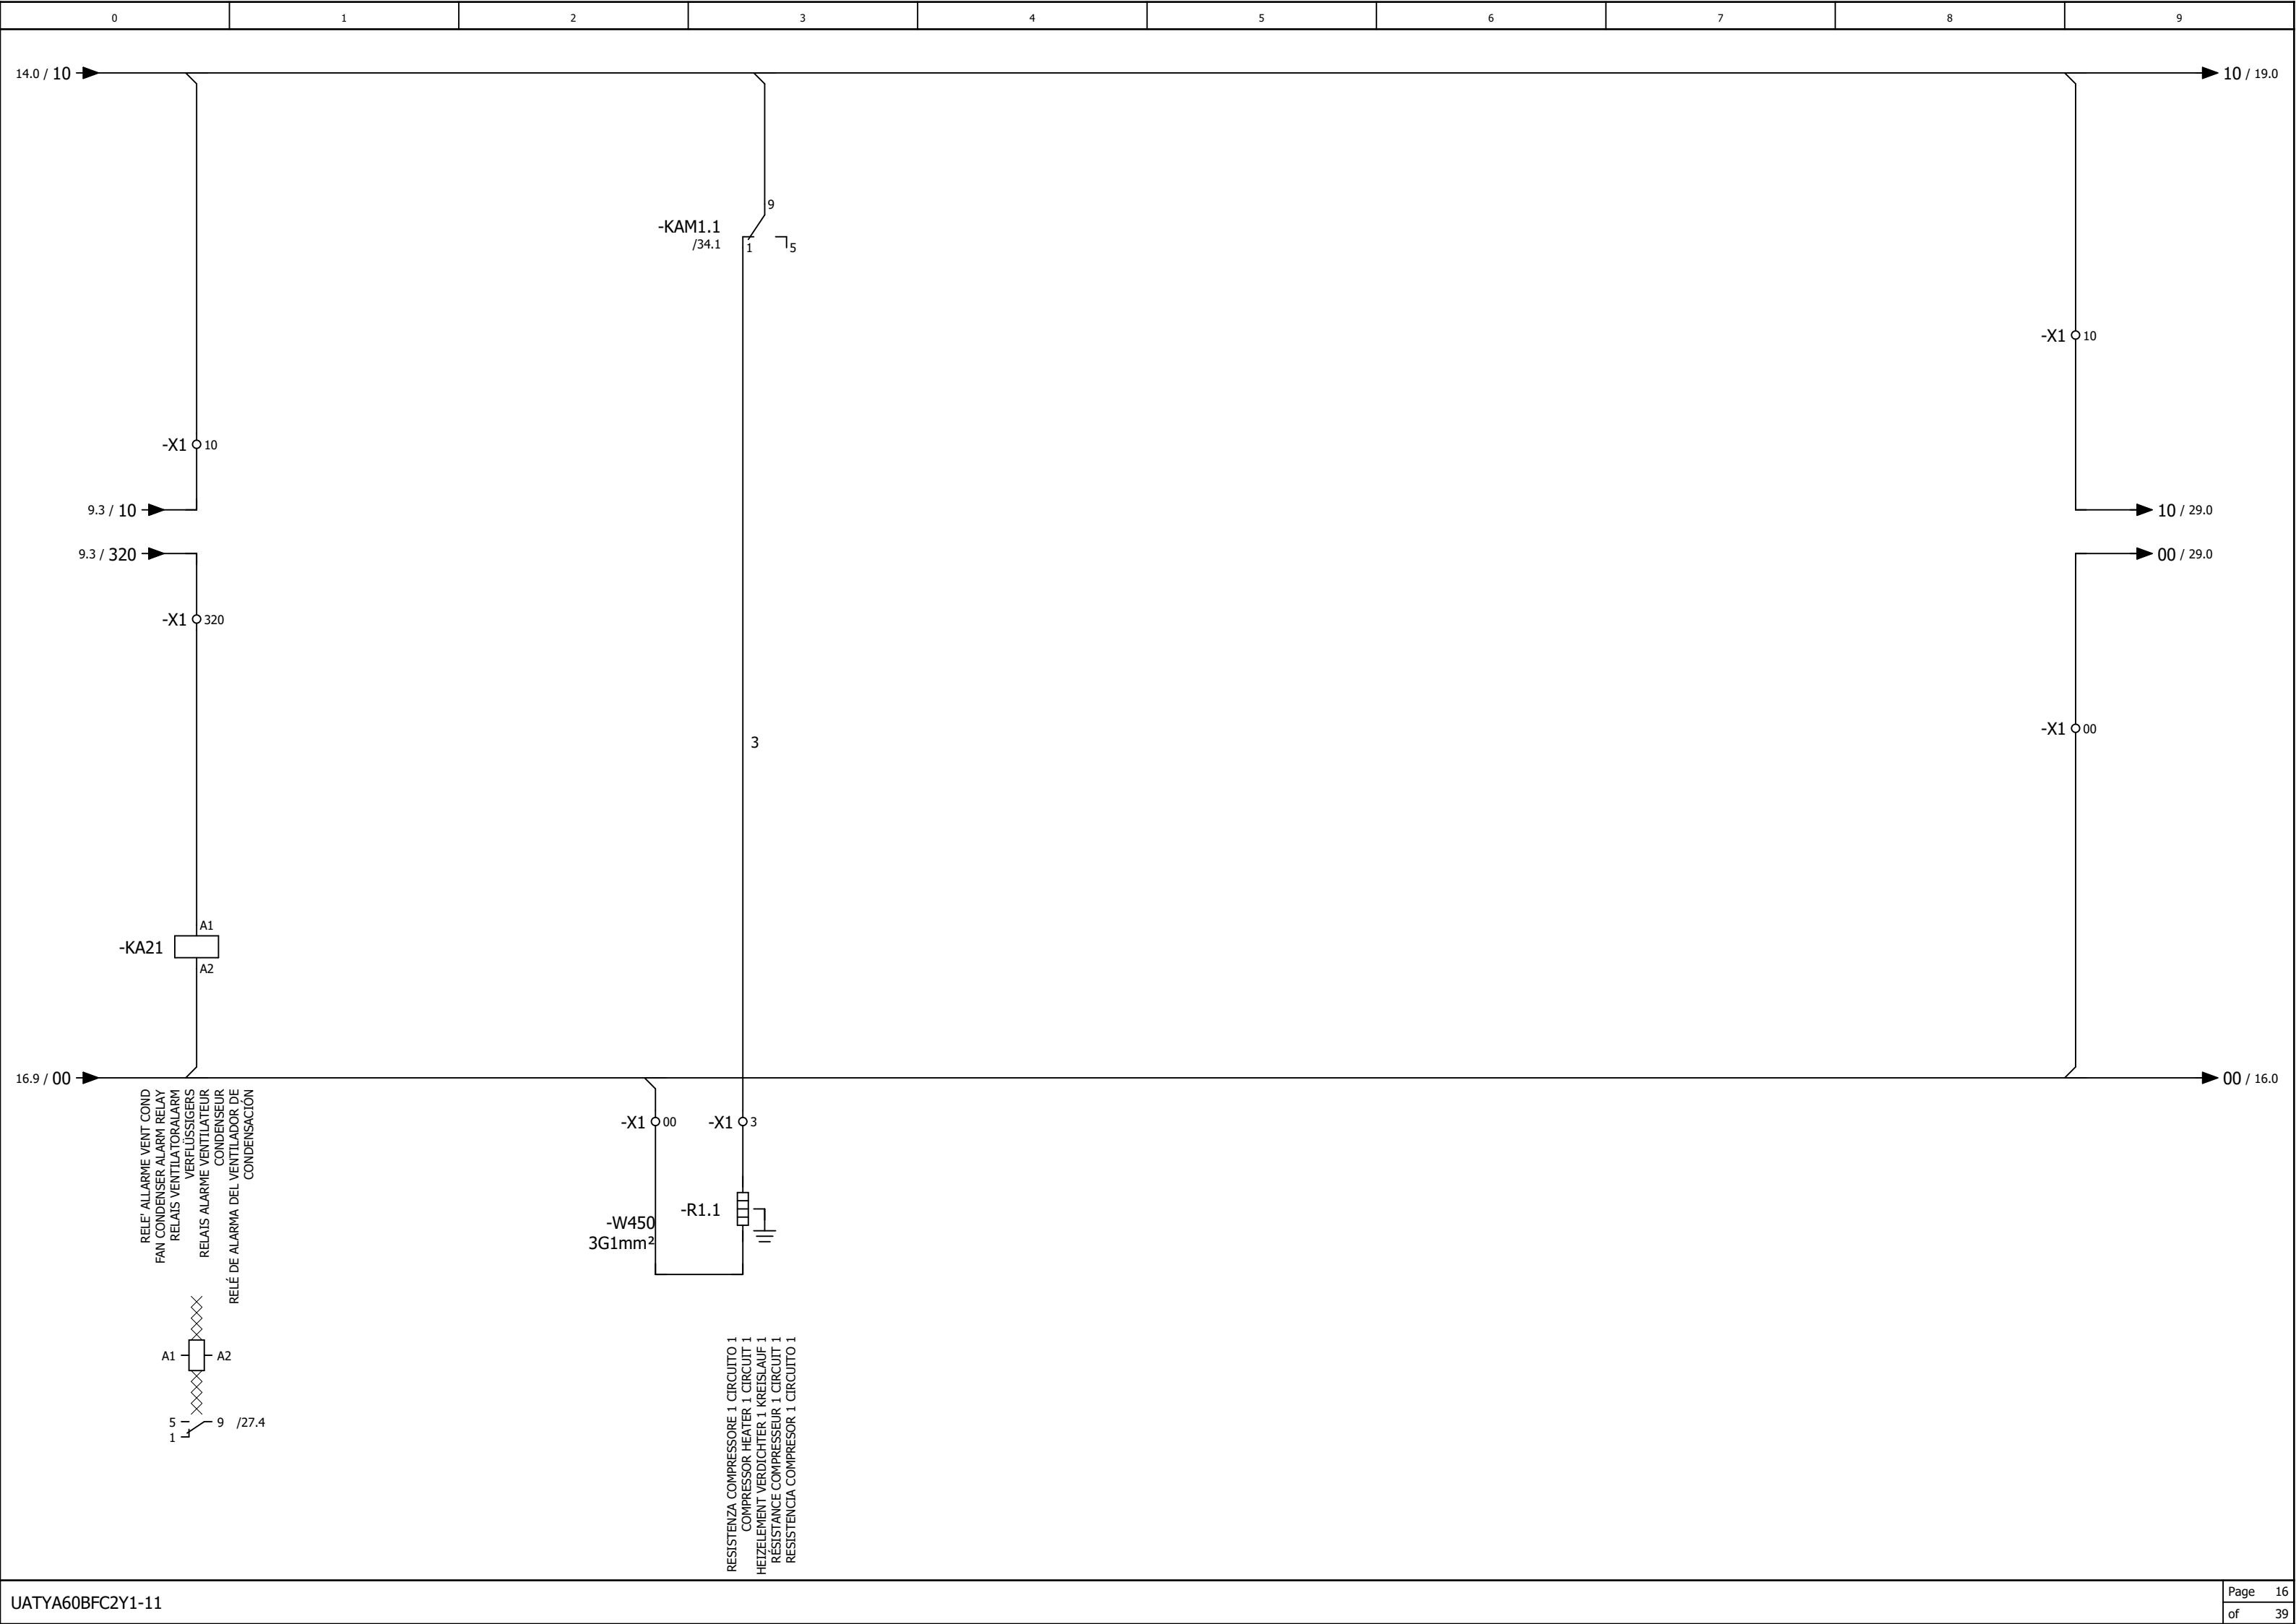 0 1 2 3 4 5 6 7 8 9
14.0 / 10
10 / 19.0
9
-KAM1.1
/34.1
1
5
-X1 10
-X1 10
9.3 / 10
10 / 29.0
9.3 / 320
00 / 29.0
-X1 320
-X1 00
3
A1
-KA21
A2
16.9 / 00
00 / 16.0
RELE' ALLARME VENT COND
FAN CONDENSER ALARM RELAY
RELAIS VENTILATORALARM
VERFLÜSSIGERS
RELAIS ALARME VENTILATEUR
CONDENSEUR
RELÉ DE ALARMA DEL VENTILADOR DE
CONDENSACIÓN
-X1 00
-X1 3
-R1.1
-W450
3G1mm²
A1
A2
5
9 /27.4
1
RESISTENZA COMPRESSORE 1 CIRCUITO 1
COMPRESSOR HEATER 1 CIRCUIT 1
HEIZELEMENT VERDICHTER 1 KREISLAUF 1
RÉSISTANCE COMPRESSEUR 1 CIRCUIT 1
RESISTENCIA COMPRESOR 1 CIRCUITO 1
UATYA60BFC2Y1-11
Page 16
of 39